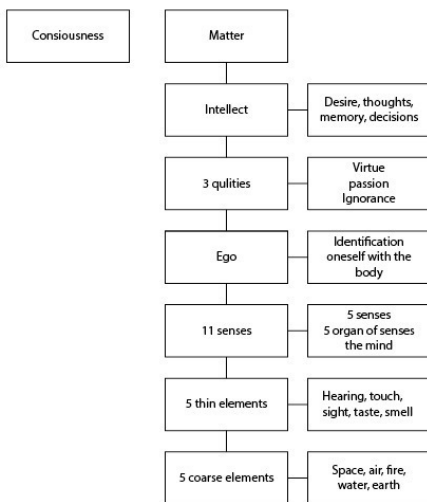 Consiousness
Matter
Intellect
Desire, thoughts,
memory, decisions
3 qulities
Virtue
passion
Ignorance
Ego
Identification
oneself with the
body
11 senses
5 senses
5 organ of senses
the mind
5 thin elements
Hearing, touch,
sight, taste, smell
5 coarse elements
Space, air, fire,
water, earth